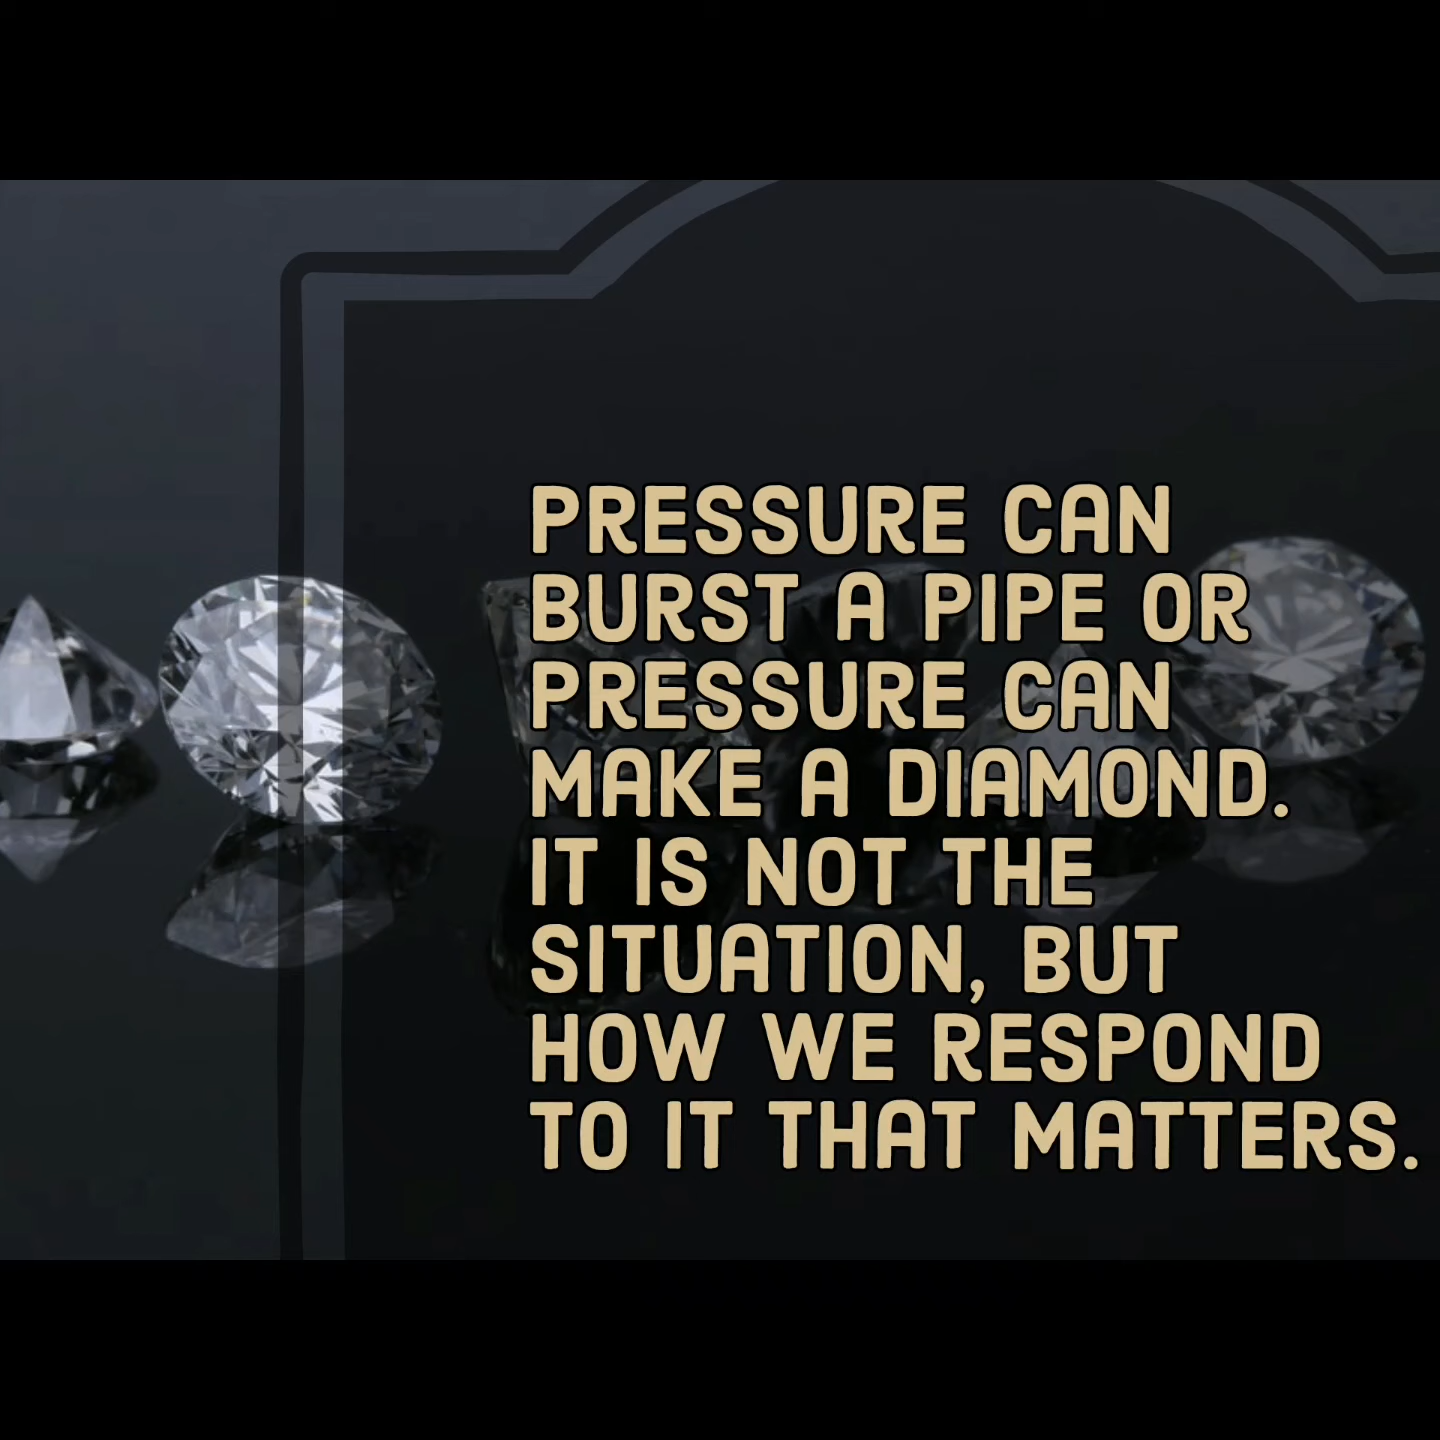 PRESSURE CAN
BURST A PIPE OR
PRESSURE CAN
MAKE A DIAMOND.
IT IS NOT THE
SITUATION, BUT
HOW WE RESPOND
TO IT THAT MATTERS.